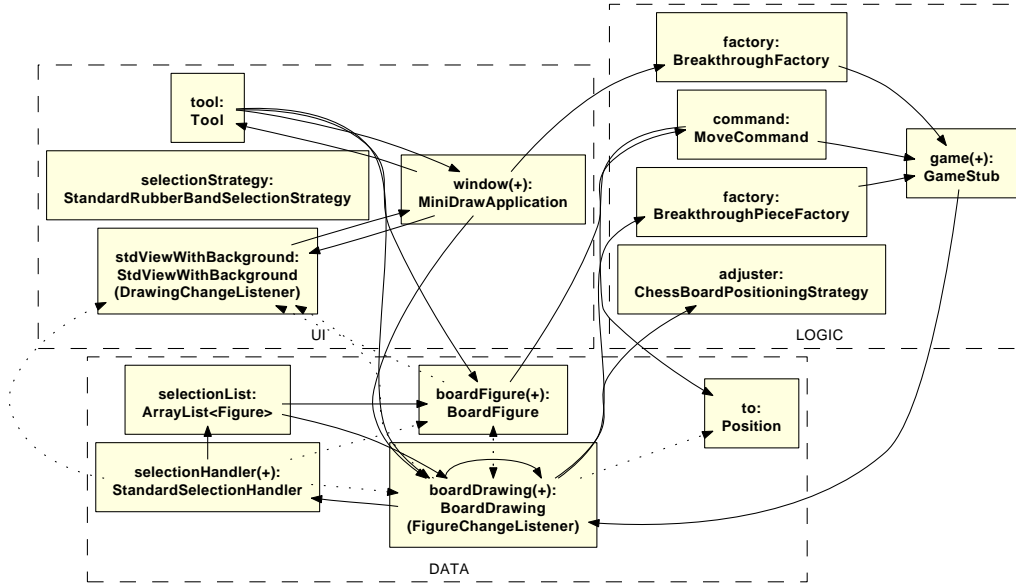 factory:
BreakthroughFactory
tool:
Tool
command:
MoveCommand
game(+):
GameStub
selectionStrategy:
StandardRubberBandSelectionStrategy
window(+):
MiniDrawApplication
factory:
BreakthroughPieceFactory
stdViewWithBackground:
StdViewWithBackground
(DrawingChangeListener)
adjuster:
ChessBoardPositioningStrategy
UI
LOGIC
selectionList:
ArrayList<Figure>
boardFigure(+):
BoardFigure
to:
Position
selectionHandler(+):
StandardSelectionHandler
boardDrawing(+):
BoardDrawing
(FigureChangeListener)
DATA